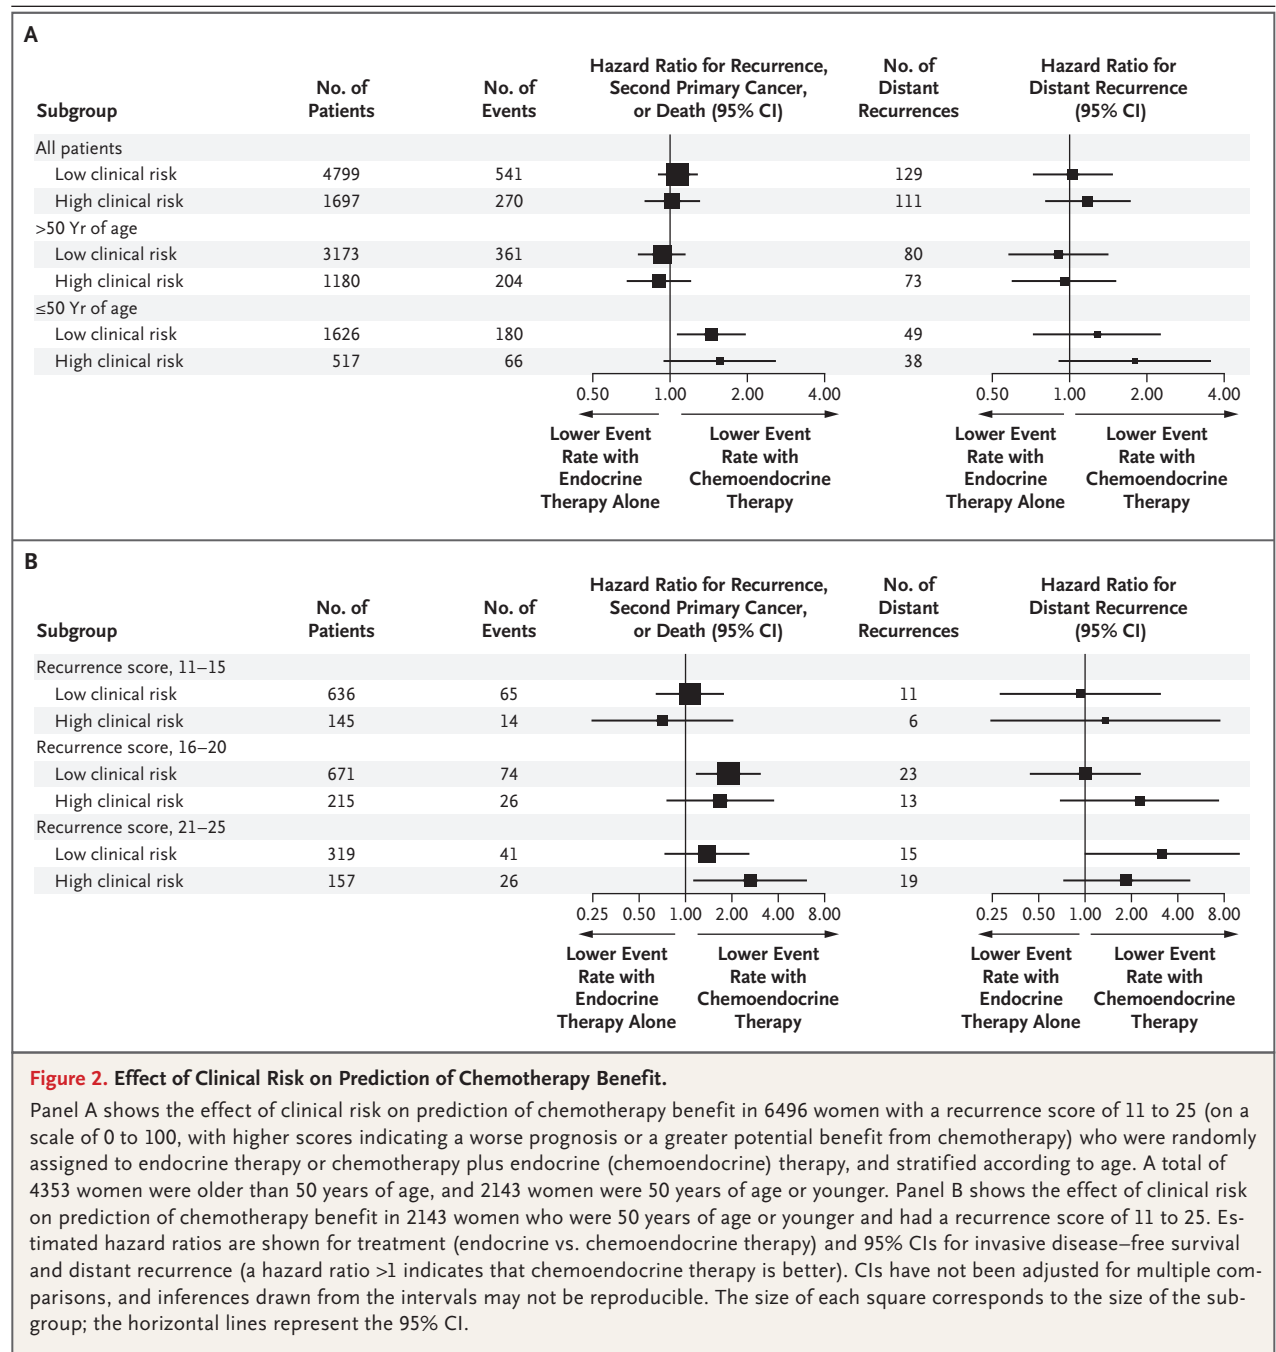 A
Subgroup No. of Patients No. of Events Hazard Ratio for Recurrence, Second Primary Cancer, or Death (95% CI) No. of Distant Recurrences Hazard Ratio for Distant Recurrence (95% CI)
All patients
Low clinical risk 4799 541 129
High clinical risk 1697 270 111
>50 Yr of age
Low clinical risk 3173 361 80
High clinical risk 1180 204 73
≤50 Yr of age
Low clinical risk 1626 180 49
High clinical risk 517 66 38
0.50 1.00 2.00 4.00 0.50 1.00 2.00 4.00
Lower Event Lower Event Lower Event Lower Event
Rate with Rate with Rate with Rate with
Endocrine Chemoendocrine Endocrine Chemoendocrine
Therapy Alone Therapy Therapy Alone Therapy
B
Subgroup No. of Patients No. of Events Hazard Ratio for Recurrence, Second Primary Cancer, or Death (95% CI) No. of Distant Recurrences Hazard Ratio for Distant Recurrence (95% CI)
Recurrence score, 11–15
Low clinical risk 636 65 11
High clinical risk 145 14 6
Recurrence score, 16–20
Low clinical risk 671 74 23
High clinical risk 215 26 13
Recurrence score, 21–25
Low clinical risk 319 41 15
High clinical risk 157 26 19
0.25 0.50 1.00 2.00 4.00 8.00 0.25 0.50 1.00 2.00 4.00 8.00
Lower Event Lower Event Lower Event Lower Event
Rate with Rate with Rate with Rate with
Endocrine Chemoendocrine Endocrine Chemoendocrine
Therapy Alone Therapy Therapy Alone Therapy
Figure 2. Effect of Clinical Risk on Prediction of Chemotherapy Benefit.
Panel A shows the effect of clinical risk on prediction of chemotherapy benefit in 6496 women with a recurrence score of 11 to 25 (on a
scale of 0 to 100, with higher scores indicating a worse prognosis or a greater potential benefit from chemotherapy) who were randomly
assigned to endocrine therapy or chemotherapy plus endocrine (chemoendocrine) therapy, and stratified according to age. A total of
4353 women were older than 50 years of age, and 2143 women were 50 years of age or younger. Panel B shows the effect of clinical risk
on prediction of chemotherapy benefit in 2143 women who were 50 years of age or younger and had a recurrence score of 11 to 25. Es-
timated hazard ratios are shown for treatment (endocrine vs. chemoendocrine therapy) and 95% CIs for invasive disease–free survival
and distant recurrence (a hazard ratio >1 indicates that chemoendocrine therapy is better). CIs have not been adjusted for multiple com-
parisons, and inferences drawn from the intervals may not be reproducible. The size of each square corresponds to the size of the sub-
group; the horizontal lines represent the 95% CI.